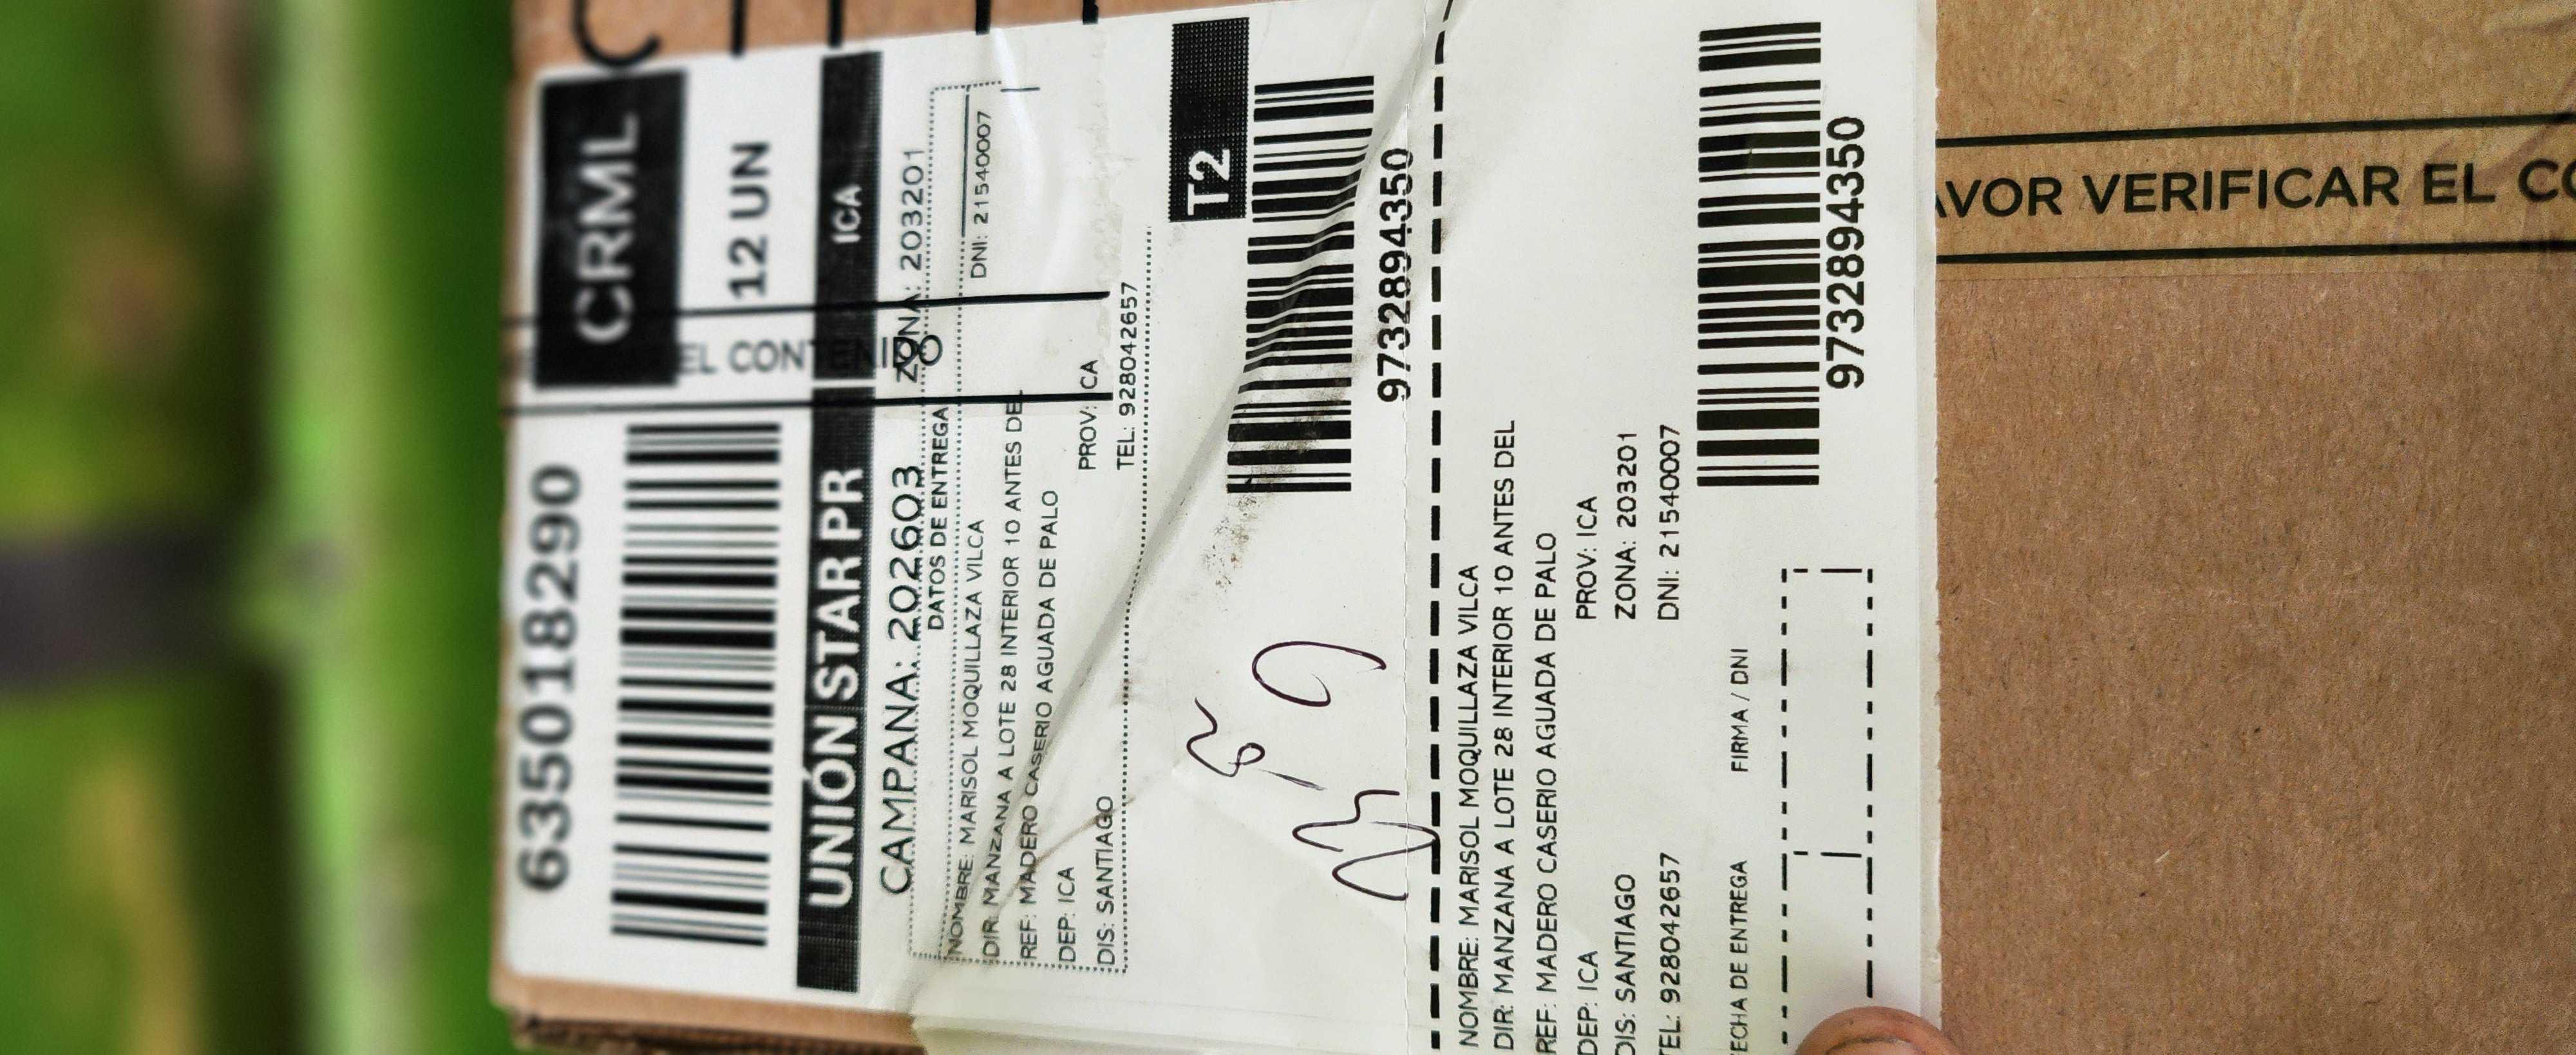 CRML
635018290
12 UN
EL CONTENIDO
UNIÓN STAR PR ICA
CAMPANA: 202603 ZONA: 203201
DATOS DE ENTREGA
NOMBRE: MARISOL MOQUILLAZA VILCA DNI: 21540007
DIR: MANZANA A LOTE 28 INTERIOR 10 ANTES DEL
REF: MADERO CASERIO AGUADA DE PALO
DEP: ICA PROV: ICA
DIS: SANTIAGO TEL: 928042657
T2
9732894350
NOMBRE: MARISOL MOQUILLAZA VILCA
DIR: MANZANA A LOTE 28 INTERIOR 10 ANTES DEL
REF: MADERO CASERIO AGUADA DE PALO
DEP: ICA PROV: ICA
DIS: SANTIAGO ZONA: 203201
TEL: 928042657 DNI: 21540007
FECHA DE ENTREGA FIRMA / DNI
9732894350
AVOR VERIFICAR EL CO